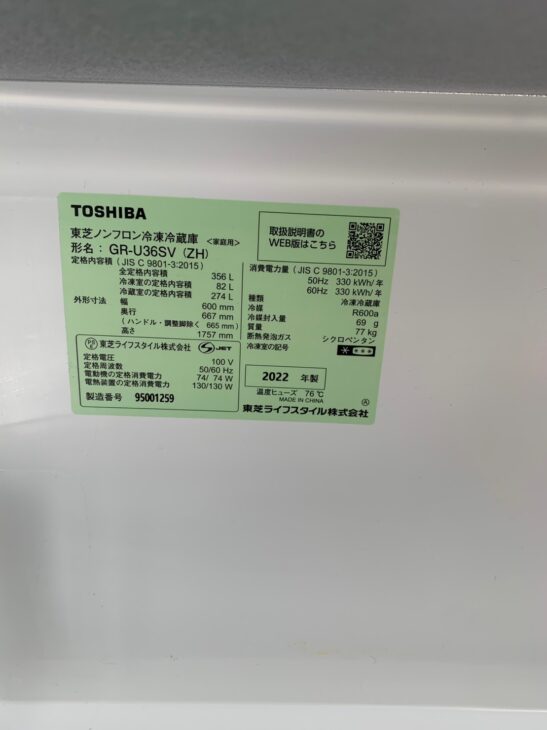 TOSHIBA
東芝ノンフロン冷凍冷蔵庫 <家庭用>
形名: GR-U36SV (ZH)
定格内容積 (JIS C 9801-3:2015)
全定格内容積 356 L
冷凍室の定格内容積 82 L
冷蔵室の定格内容積 274 L
外形寸法 幅 600 mm
奥行 667 mm
(ハンドル・調整脚除く 665 mm)
高さ 1757 mm
東芝ライフスタイル株式会社 JET
定格電圧 100 V
定格周波数 50/60 Hz
電動機の定格消費電力 74/ 74 W
電熱装置の定格消費電力 130/130 W
製造番号 95001259
取扱説明書の
WEB版はこちら
消費電力量 (JIS C 9801-3:2015)
50Hz 330 kWh/年
60Hz 330 kWh/年
種類 冷凍冷蔵庫
冷媒 R600a
冷媒封入量 69 g
質量 77 kg
断熱発泡ガス シクロペンタン
冷凍室の記号
2022 年製
温度ヒューズ 76℃
MADE IN CHINA
東芝ライフスタイル株式会社 Ⓐ